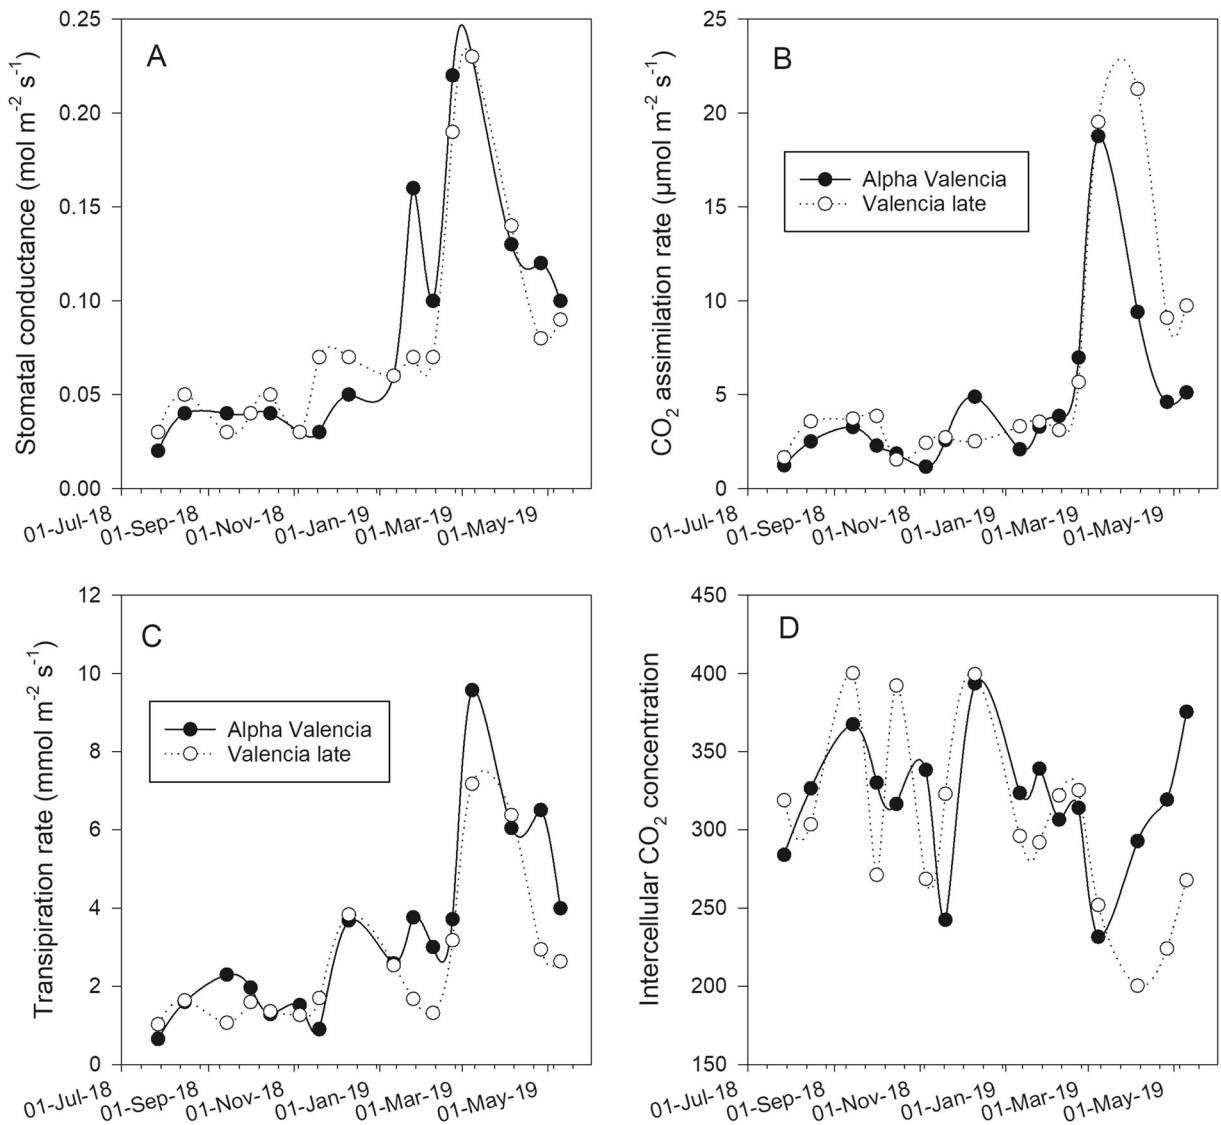 A
Stomatal conductance (mol m-2 s-1)
0.25
0.20
0.15
0.10
0.05
0.00
01-Jul-18
01-Sep-18
01-Nov-18
01-Jan-19
01-Mar-19
01-May-19
B
CO2 assimilation rate (µmol m-2 s-1)
25
20
15
10
5
0
Alpha Valencia
Valencia late
01-Jul-18
01-Sep-18
01-Nov-18
01-Jan-19
01-Mar-19
01-May-19
C
Transipiration rate (mmol m-2 s-1)
12
10
8
6
4
2
0
Alpha Valencia
Valencia late
01-Jul-18
01-Sep-18
01-Nov-18
01-Jan-19
01-Mar-19
01-May-19
D
Intercellular CO2 concentration
450
400
350
300
250
200
150
01-Jul-18
01-Sep-18
01-Nov-18
01-Jan-19
01-Mar-19
01-May-19